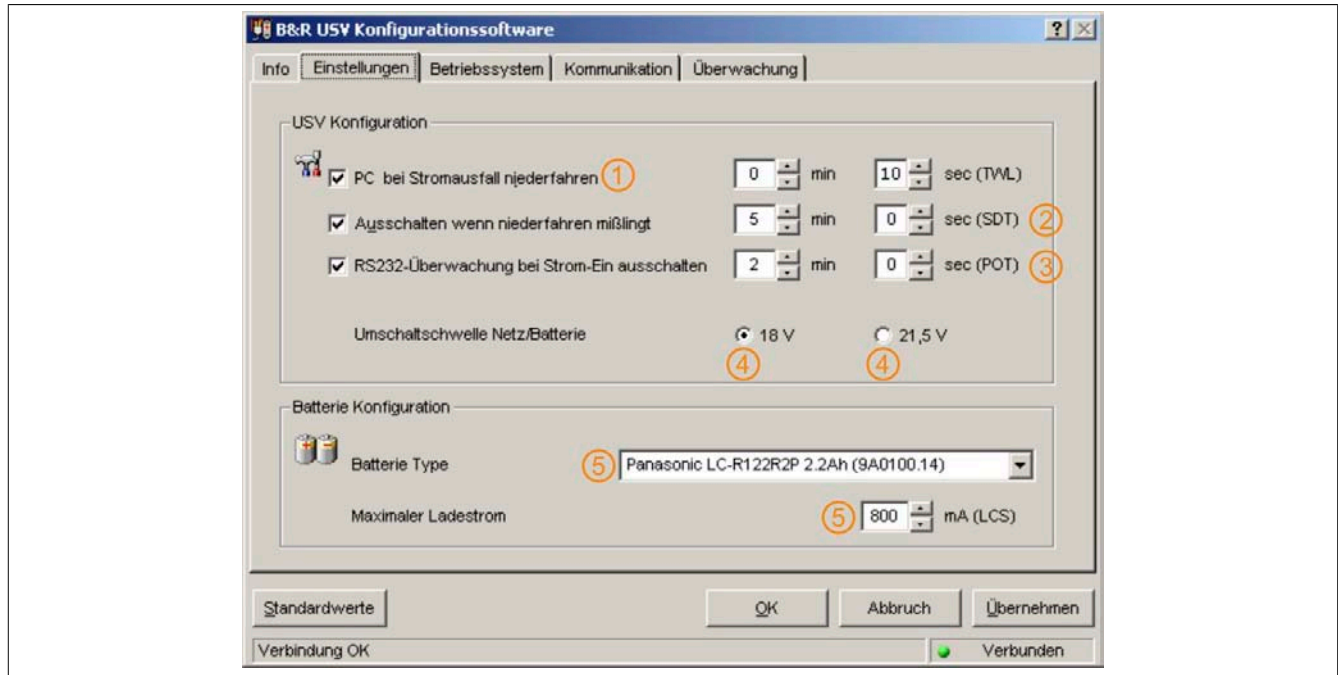 B&R USV Konfigurationssoftware
Info Einstellungen Betriebssystem Kommunikation Überwachung
USV Konfiguration
PC bei Stromausfall niederfahren 1 0 min 10 sec (TWL)
Ausschalten wenn niederfahren mißlingt 5 min 0 sec (SDT) 2
RS232-Überwachung bei Strom-Ein ausschalten 2 min 0 sec (POT) 3
Umschaltschwelle Netz/Batterie 18 V 21,5 V
4 4
Batterie Konfiguration
Batterie Type 5 Panasonic LC-R122R2P 2.2Ah (9A0100.14)
Maximaler Ladestrom 5 800 mA (LCS)
Standardwerte OK Abbruch Übernehmen
Verbindung OK Verbunden